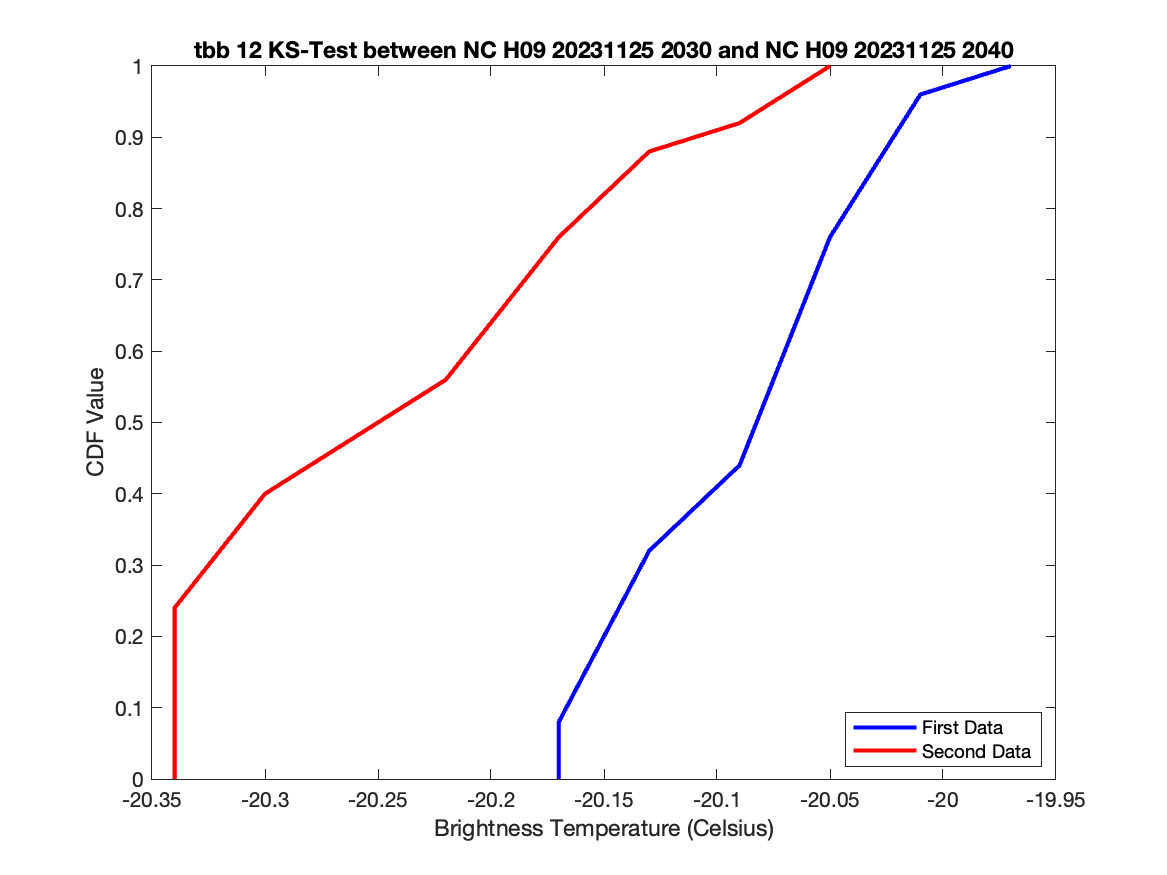 tbb 12 KS-Test between NC H09 20231125 2030 and NC H09 20231125 2040
1
0.9
0.8
0.7
0.6
0.5
0.4
0.3
0.2
0.1
0
CDF Value
First Data
Second Data
-20.35 -20.3 -20.25 -20.2 -20.15 -20.1 -20.05 -20 -19.95
Brightness Temperature (Celsius)